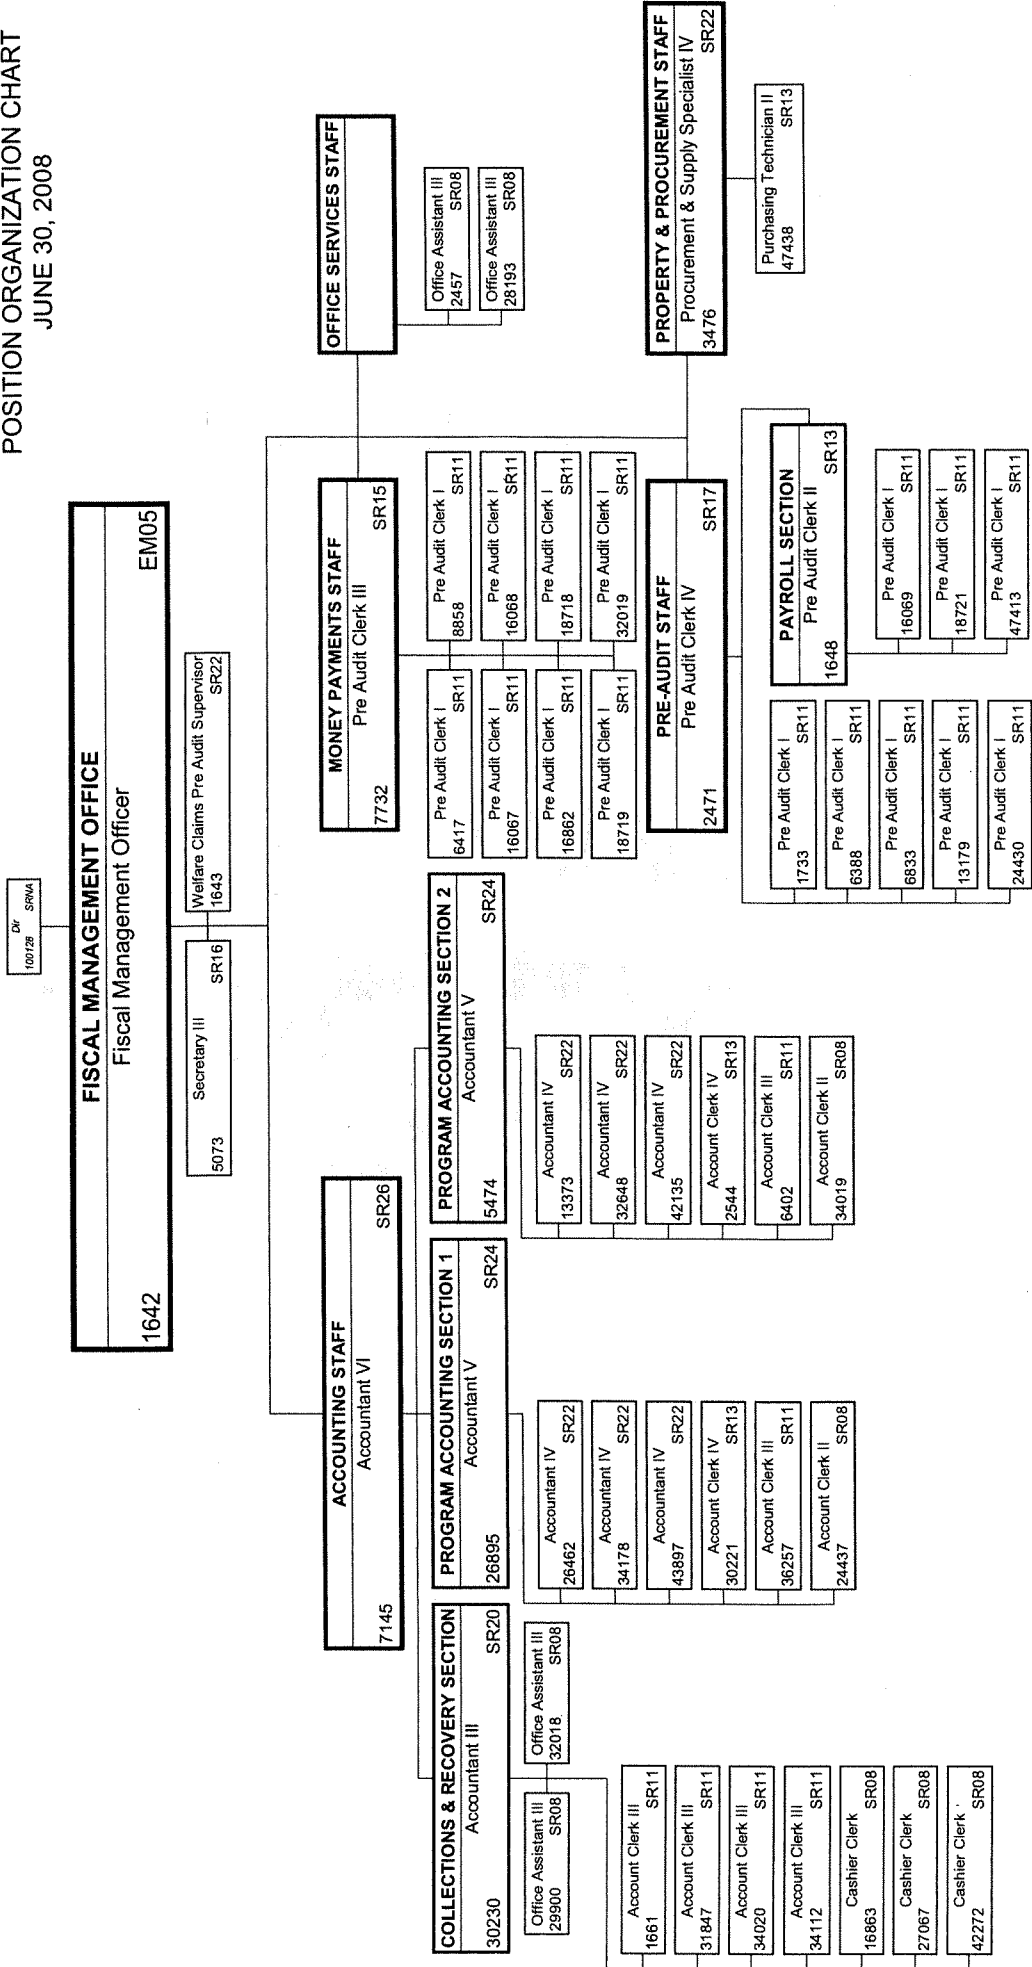 POSITION ORGANIZATION CHART
JUNE 30, 2008
Dir
100126 SRNA
FISCAL MANAGEMENT OFFICE
Fiscal Management Officer
1642 EM05
Secretary III
5073 SR16
Welfare Claims Pre Audit Supervisor
1643 SR22
ACCOUNTING STAFF
Accountant VI
7145 SR26
COLLECTIONS & RECOVERY SECTION
Accountant III
30230 SR20
Office Assistant III
29900 SR08
Office Assistant III
32018 SR08
Account Clerk III
1661 SR11
Account Clerk III
31847 SR11
Account Clerk III
34020 SR11
Account Clerk III
34112 SR11
Cashier Clerk
16863 SR08
Cashier Clerk
27067 SR08
Cashier Clerk
42272 SR08
PROGRAM ACCOUNTING SECTION 1
Accountant V
26895 SR24
Accountant IV
26462 SR22
Accountant IV
34178 SR22
Accountant IV
43897 SR22
Account Clerk IV
30221 SR13
Account Clerk III
36257 SR11
Account Clerk II
24437 SR08
PROGRAM ACCOUNTING SECTION 2
Accountant V
5474 SR24
Accountant IV
13373 SR22
Accountant IV
32648 SR22
Accountant IV
42135 SR22
Account Clerk IV
2544 SR13
Account Clerk III
6402 SR11
Account Clerk II
34019 SR08
MONEY PAYMENTS STAFF
Pre Audit Clerk III
7732 SR15
Pre Audit Clerk I
6417 SR11
Pre Audit Clerk I
8858 SR11
Pre Audit Clerk I
16067 SR11
Pre Audit Clerk I
16068 SR11
Pre Audit Clerk I
16862 SR11
Pre Audit Clerk I
18718 SR11
Pre Audit Clerk I
18719 SR11
Pre Audit Clerk I
32019 SR11
OFFICE SERVICES STAFF
Office Assistant III
2457 SR08
Office Assistant III
28193 SR08
PRE-AUDIT STAFF
Pre Audit Clerk IV
2471 SR17
Pre Audit Clerk I
1733 SR11
Pre Audit Clerk I
6388 SR11
Pre Audit Clerk I
6833 SR11
Pre Audit Clerk I
13179 SR11
Pre Audit Clerk I
24430 SR11
PAYROLL SECTION
Pre Audit Clerk II
1648 SR13
Pre Audit Clerk I
16069 SR11
Pre Audit Clerk I
18721 SR11
Pre Audit Clerk I
47413 SR11
PROPERTY & PROCUREMENT STAFF
Procurement & Supply Specialist IV
3476 SR22
Purchasing Technician II
47438 SR13